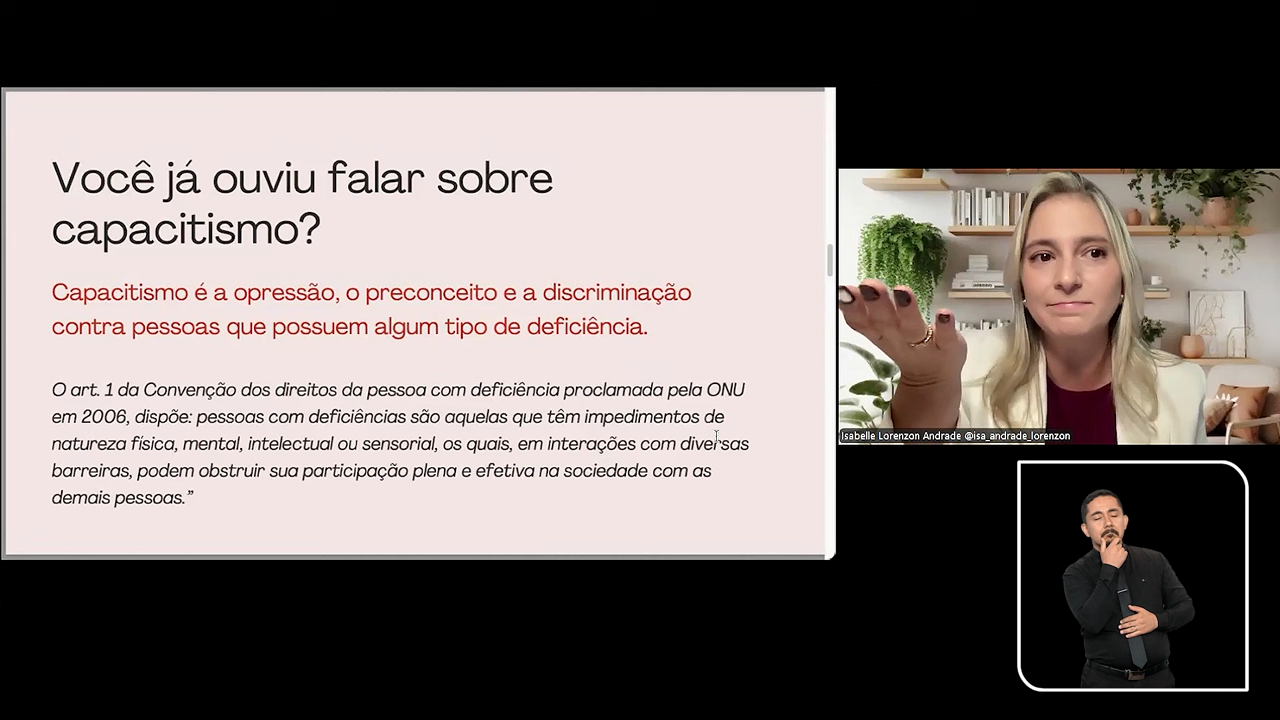 Você já ouviu falar sobre
capacitismo?
Capacitismo é a opressão, o preconceito e a discriminação
contra pessoas que possuem algum tipo de deficiência.
O art. 1 da Convenção dos direitos da pessoa com deficiência proclamada pela ONU
em 2006, dispõe: pessoas com deficiências são aquelas que têm impedimentos de
natureza física, mental, intelectual ou sensorial, os quais, em interações com diversas
barreiras, podem obstruir sua participação plena e efetiva na sociedade com as
demais pessoas.”
Isabelle Lorenzon Andrade @isa_andrade_lorenzon